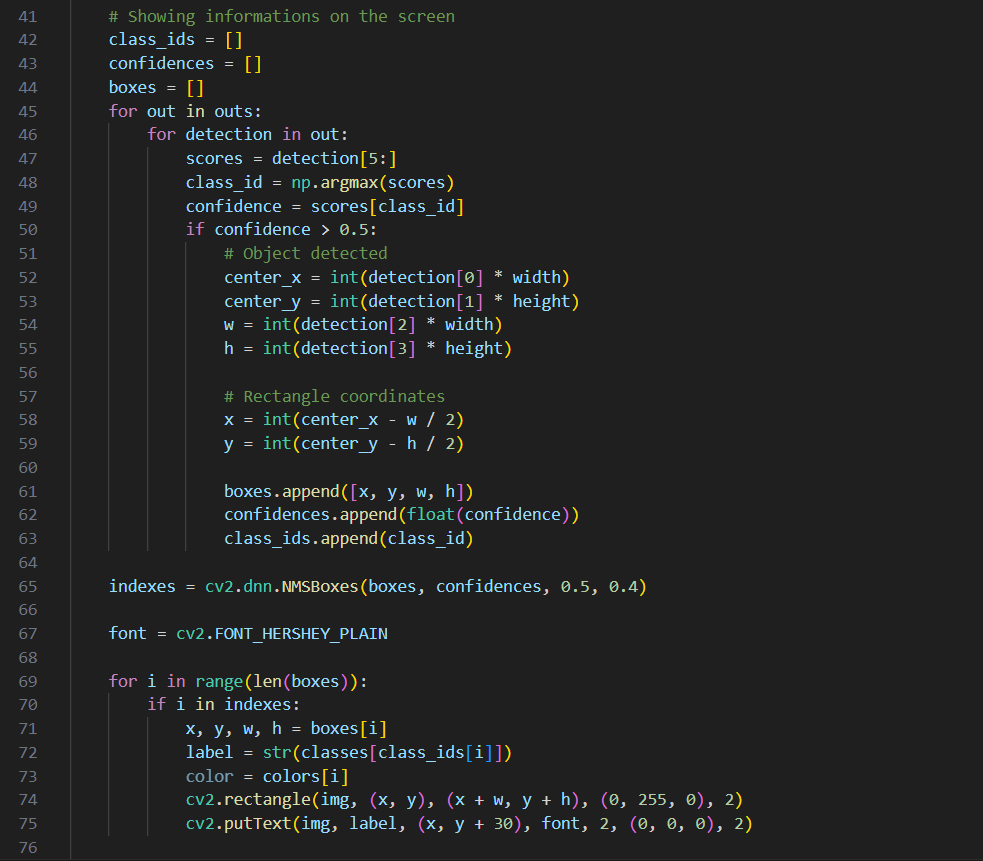 41 # Showing informations on the screen
42 class_ids = []
43 confidences = []
44 boxes = []
45 for out in outs:
46 for detection in out:
47 scores = detection[5:]
48 class_id = np.argmax(scores)
49 confidence = scores[class_id]
50 if confidence > 0.5:
51 # Object detected
52 center_x = int(detection[0] * width)
53 center_y = int(detection[1] * height)
54 w = int(detection[2] * width)
55 h = int(detection[3] * height)
56
57 # Rectangle coordinates
58 x = int(center_x - w / 2)
59 y = int(center_y - h / 2)
60
61 boxes.append([x, y, w, h])
62 confidences.append(float(confidence))
63 class_ids.append(class_id)
64
65 indexes = cv2.dnn.NMSBoxes(boxes, confidences, 0.5, 0.4)
66
67 font = cv2.FONT_HERSHEY_PLAIN
68
69 for i in range(len(boxes)):
70 if i in indexes:
71 x, y, w, h = boxes[i]
72 label = str(classes[class_ids[i]])
73 color = colors[i]
74 cv2.rectangle(img, (x, y), (x + w, y + h), (0, 255, 0), 2)
75 cv2.putText(img, label, (x, y + 30), font, 2, (0, 0, 0), 2)
76